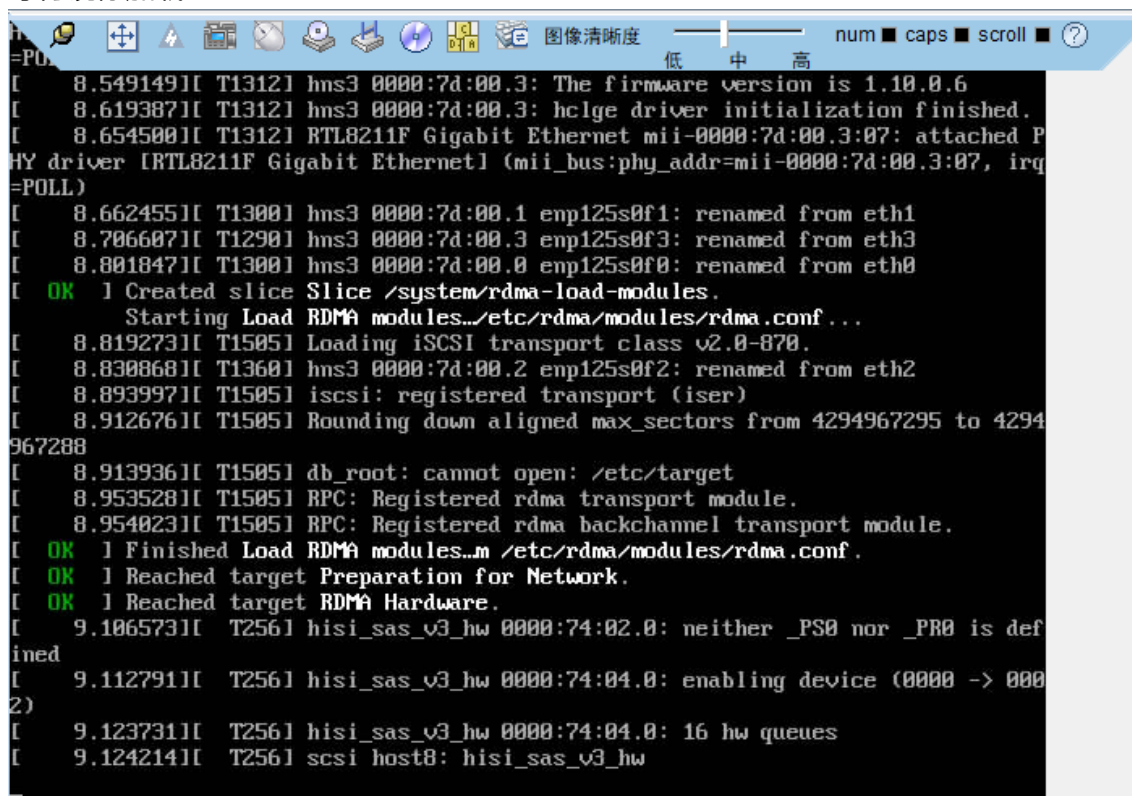 图像清晰度
低 中 高
num caps scroll
=PO
[    8.549149][ T1312] hns3 0000:7d:00.3: The firmware version is 1.10.0.6
[    8.619387][ T1312] hns3 0000:7d:00.3: hclge driver initialization finished.
[    8.654500][ T1312] RTL8211F Gigabit Ethernet mii-0000:7d:00.3:07: attached P
HY driver [RTL8211F Gigabit Ethernet] (mii_bus:phy_addr=mii-0000:7d:00.3:07, irq
=POLL)
[    8.662455][ T1300] hns3 0000:7d:00.1 enp125s0f1: renamed from eth1
[    8.706607][ T1290] hns3 0000:7d:00.3 enp125s0f3: renamed from eth3
[    8.801847][ T1300] hns3 0000:7d:00.0 enp125s0f0: renamed from eth0
[  OK  ] Created slice Slice /system/rdma-load-modules.
Starting Load RDMA modules…/etc/rdma/modules/rdma.conf...
[    8.819273][ T1505] Loading iSCSI transport class v2.0-870.
[    8.830868][ T1360] hns3 0000:7d:00.2 enp125s0f2: renamed from eth2
[    8.893997][ T1505] iscsi: registered transport (iser)
[    8.912676][ T1505] Rounding down aligned max_sectors from 4294967295 to 4294
967288
[    8.913936][ T1505] db_root: cannot open: /etc/target
[    8.953528][ T1505] RPC: Registered rdma transport module.
[    8.954023][ T1505] RPC: Registered rdma backchannel transport module.
[  OK  ] Finished Load RDMA modules…m /etc/rdma/modules/rdma.conf.
[  OK  ] Reached target Preparation for Network.
[  OK  ] Reached target RDMA Hardware.
[    9.106573][  T256] hisi_sas_v3_hw 0000:74:02.0: neither _PS0 nor _PR0 is def
ined
[    9.112791][  T256] hisi_sas_v3_hw 0000:74:04.0: enabling device (0000 -> 000
2)
[    9.123731][  T256] hisi_sas_v3_hw 0000:74:04.0: 16 hw queues
[    9.124214][  T256] scsi host8: hisi_sas_v3_hw